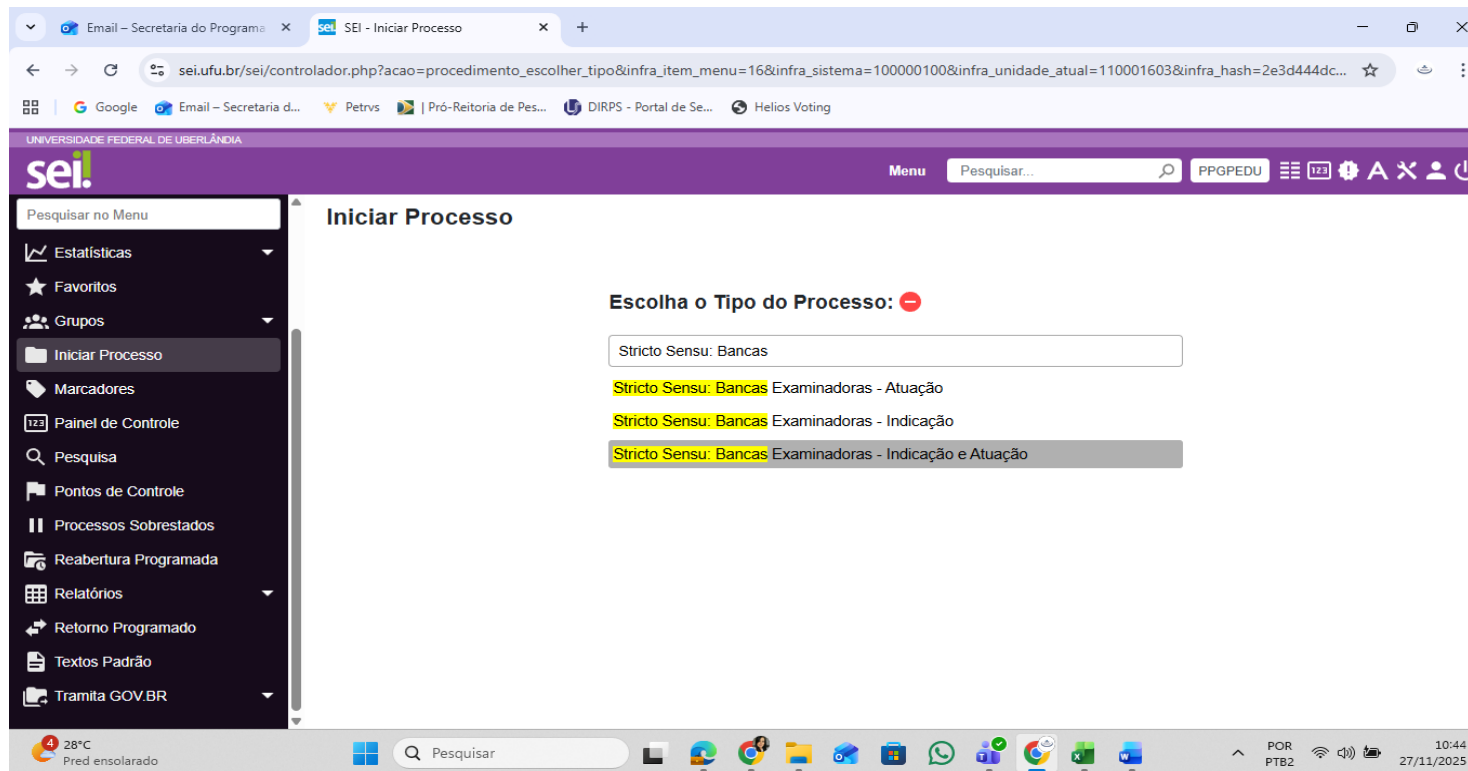 Email – Secretaria do Programa
SEI - Iniciar Processo
sei.ufu.br/sei/controlador.php?acao=procedimento_escolher_tipo&infra_item_menu=16&infra_sistema=100000100&infra_unidade_atual=110001603&infra_hash=2e3d444dc...
Google
Email – Secretaria d...
Petrvs
| Pró-Reitoria de Pes...
DIRPS - Portal de Se...
Helios Voting
UNIVERSIDADE FEDERAL DE UBERLÂNDIA
sei!
Menu
Pesquisar...
PPGPEDU
123
Pesquisar no Menu
Estatísticas
Favoritos
Grupos
Iniciar Processo
Marcadores
123 Painel de Controle
Pesquisa
Pontos de Controle
Processos Sobrestados
Reabertura Programada
Relatórios
Retorno Programado
Textos Padrão
Tramita GOV.BR
Iniciar Processo
Escolha o Tipo do Processo:
Stricto Sensu: Bancas
Stricto Sensu: Bancas Examinadoras - Atuação
Stricto Sensu: Bancas Examinadoras - Indicação
Stricto Sensu: Bancas Examinadoras - Indicação e Atuação
4
28°C
Pred ensolarado
Pesquisar
POR
PTB2
10:44
27/11/2025